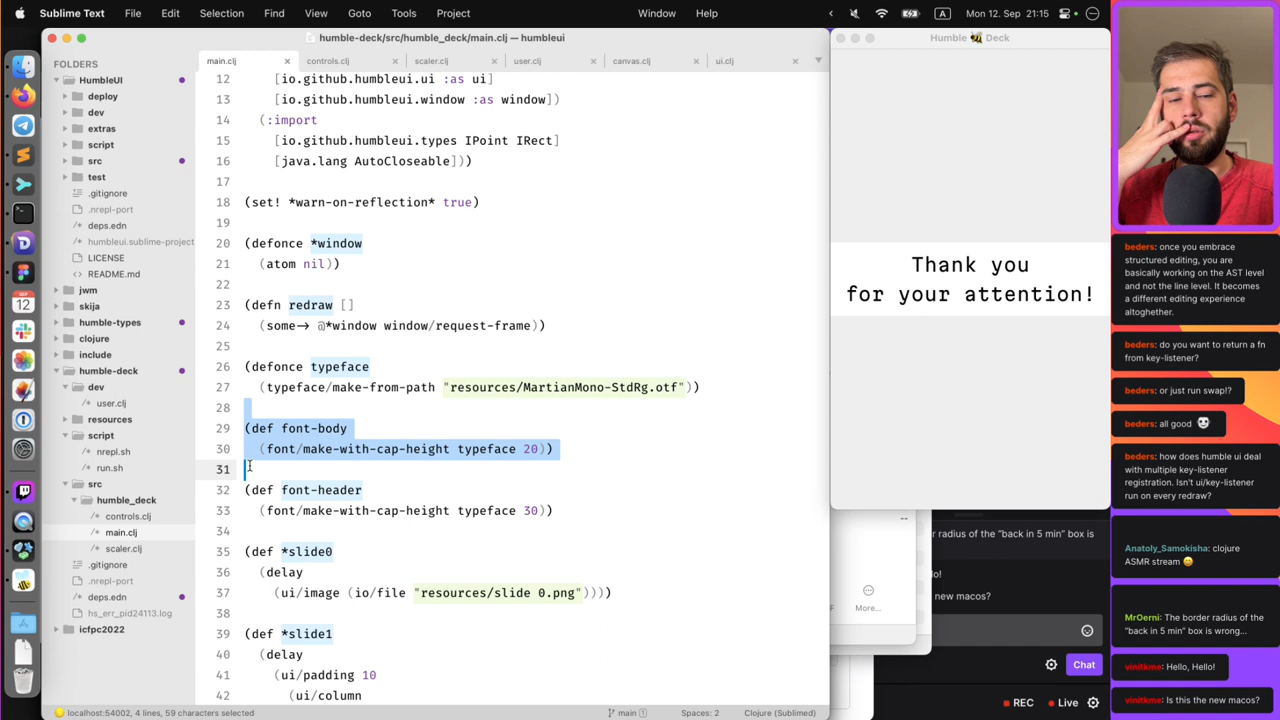 Sublime Text File Edit Selection Find View Goto Tools Project Window Help
A Mon 12. Sep 21:15
humble-deck/src/humble_deck/main.clj — humbleui
FOLDERS
HumbleUI
deploy
dev
extras
script
src
test
.gitignore
.nrepl-port
deps.edn
humbleui.sublime-project
LICENSE
README.md
jwm
skija
humble-types
clojure
include
humble-deck
dev
user.clj
resources
script
nrepl.sh
run.sh
src
humble_deck
controls.clj
main.clj
scaler.clj
.gitignore
.nrepl-port
deps.edn
hs_err_pid24113.log
icfpc2022
main.clj controls.clj scaler.clj user.clj canvas.clj ui.clj
12 [io.github.humbleui.ui :as ui]
13 [io.github.humbleui.window :as window])
14 (:import
15 [io.github.humbleui.types IPoint IRect]
16 [java.lang AutoCloseable]))
17
18 (set! *warn-on-reflection* true)
19
20 (defonce *window
21 (atom nil))
22
23 (defn redraw []
24 (some-> @*window window/request-frame))
25
26 (defonce typeface
27 (typeface/make-from-path "resources/MartianMono-StdRg.otf"))
28
29 (def font-body
30 (font/make-with-cap-height typeface 20))
31
32 (def font-header
33 (font/make-with-cap-height typeface 30))
34
35 (def *slide0
36 (delay
37 (ui/image (io/file "resources/slide 0.png"))))
38
39 (def *slide1
40 (delay
41 (ui/padding 10
42 (ui/column
localhost:54002, 4 lines, 59 characters selected
main 1 Spaces: 2 Clojure (Sublimed)
SEP
12
Humble 🐝 Deck
Thank you
for your attention!
r radius of the "back in 5 min" box is
lo!
new macos?
More...
Chat
REC Live
beders: once you embrace
structured editing, you are
basically working on the AST level
and not the line level. It becomes
a different editing experience
altoghether.
beders: do you want to return a fn
from key-listener?
beders: or just run swap!?
beders: all good
beders: how does humble ui deal
with multiple key-listener
registration. Isn't ui/key-listener
run on every redraw?
Anatoly_Samokisha: clojure
ASMR stream 😄
MrOerni: The border radius of the
"back in 5 min" box is wrong...
vinitkme: Hello, Hello!
vinitkme: Is this the new macos?